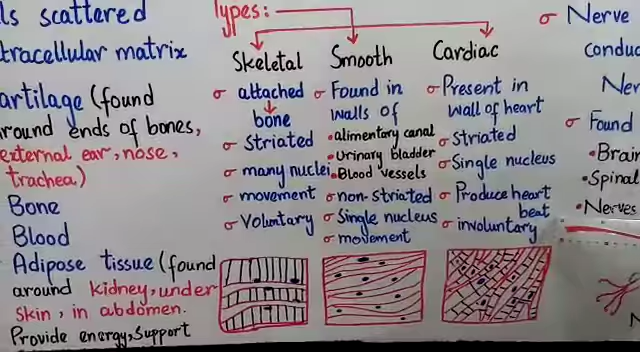 ls scattered
tracellular matrix
artilage (found
round ends of bones,
external ear, nose,
trachea.)
Bone
Blood
Adipose tissue (found
around kidney, under
skin, in abdomen.
Provide energy, support
Types:
Skeletal
σ attached
bone
σ Striated
σ many nuclei
σ movement
σ Voluntary
Smooth
σ Found in
walls of
• alimentary canal
• Urinary bladder
• Blood vessels
σ non-striated
σ Single nucleus
σ movement
Cardiac
σ Present in
wall of heart
σ Striated
σ Single nucleus
σ Produce heart
beat
σ involuntary
σ Nerve
conduc
Ner
σ Found
• Brain
• Spinal
• Nerves
N